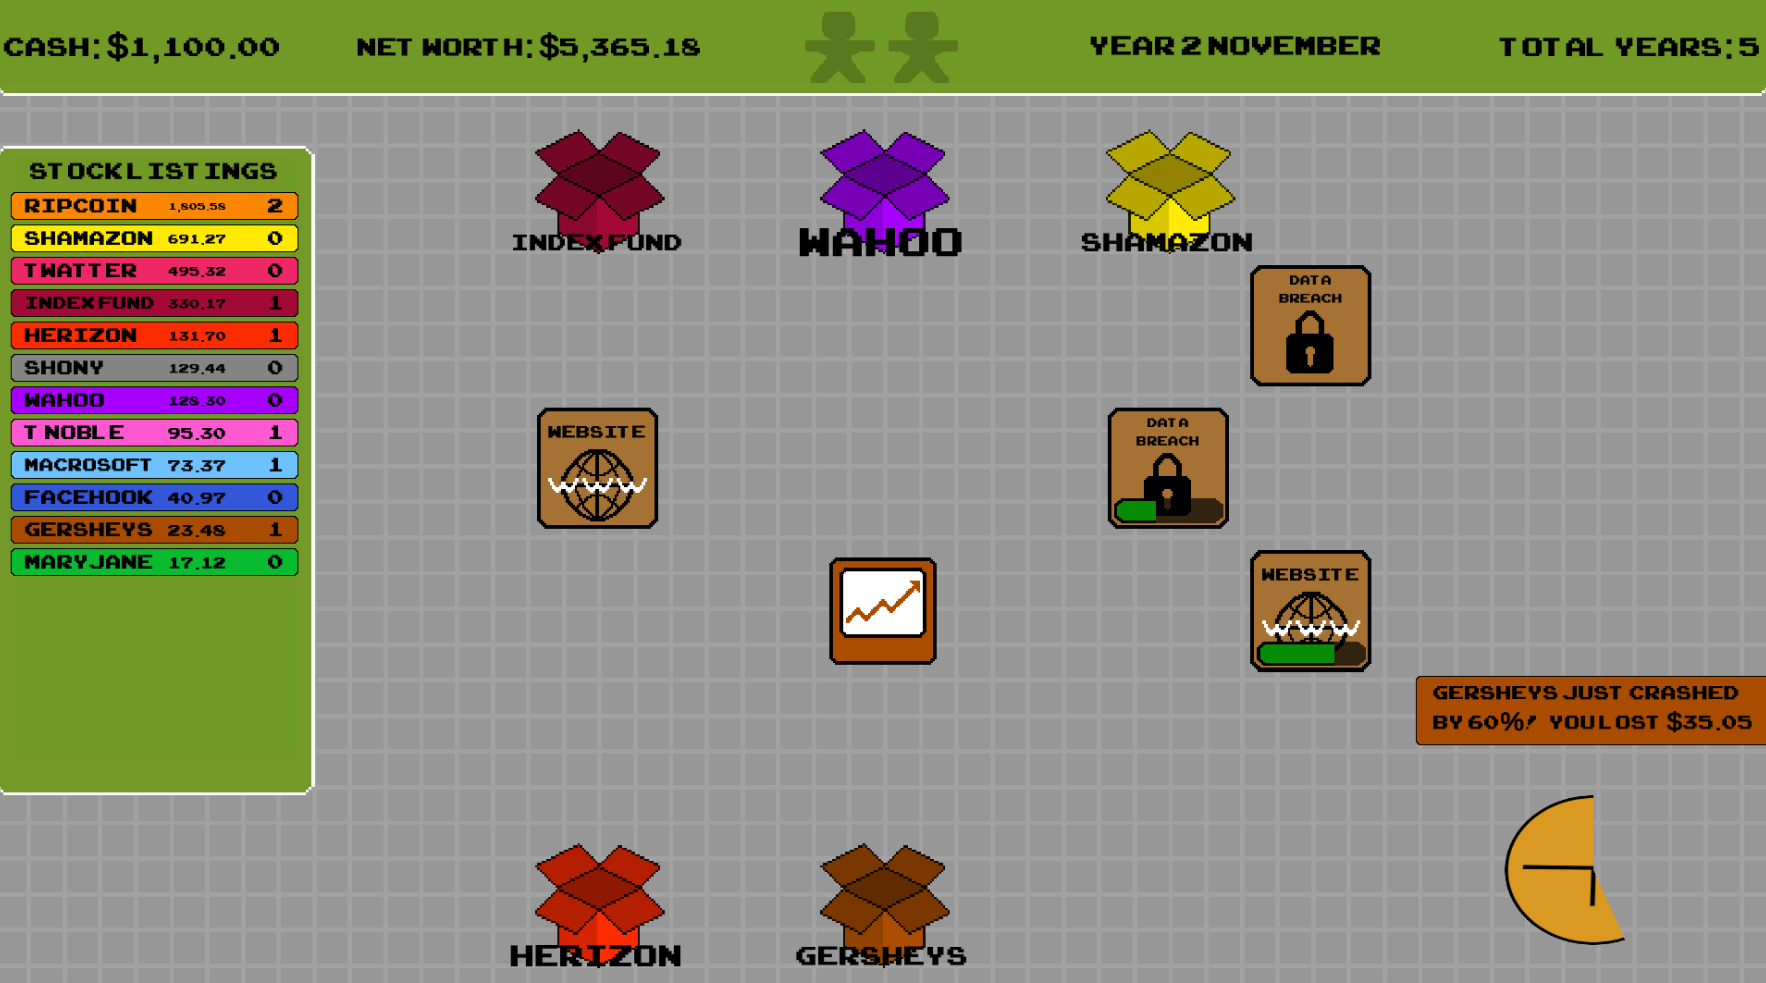 CASH: $1,100.00
NET WORTH: $5,365.18
YEAR 2 NOVEMBER
TOTAL YEARS: 5
STOCK LISTINGS
RIPCOIN 1,805.58 2
SHAMAZON 691.27 0
TWATTER 495.32 0
INDEX FUND 330.17 1
HERIZON 131.70 1
SHONY 129.44 0
WAHOO 128.30 0
T NOBLE 95.30 1
MACROSOFT 73.37 1
FACEHOOK 40.97 0
GERSHEYS 23.48 1
MARYJANE 17.12 0
INDEX FUND
WAHOO
SHAMAZON
DATA
BREACH
WEBSITE
DATA
BREACH
WEBSITE
GERSHEYS JUST CRASHED
BY 60%! YOU LOST $35.05
HERIZON
GERSHEYS